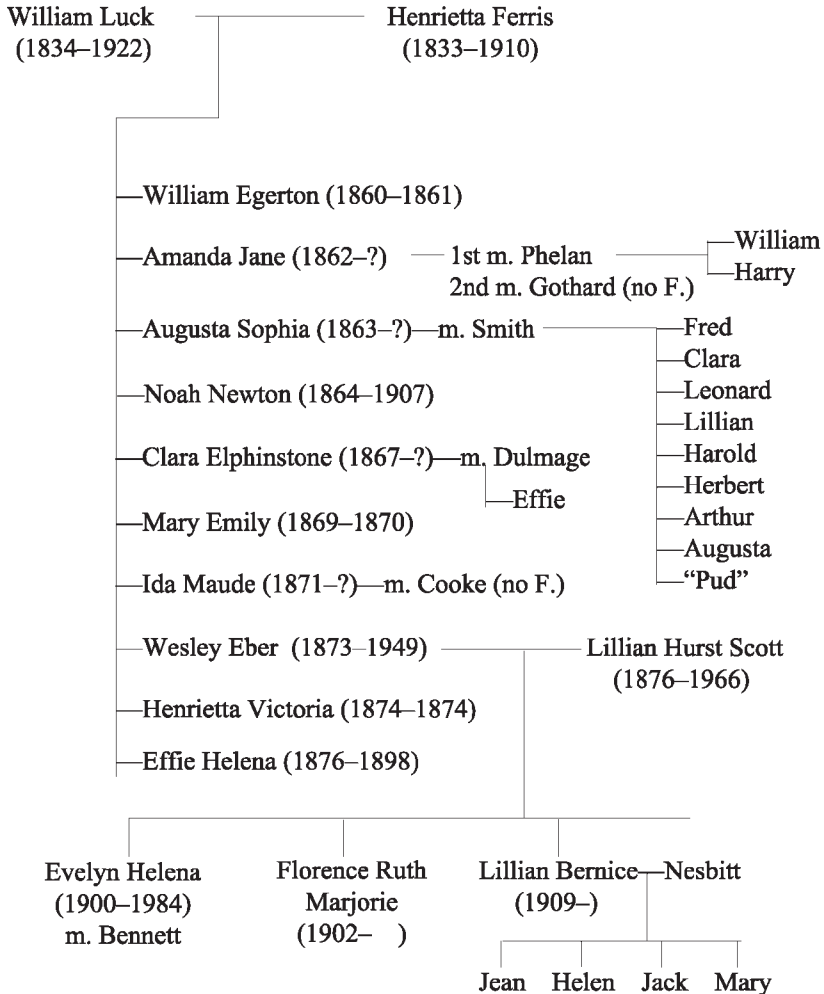 William Luck
(1834–1922)
Henrietta Ferris
(1833–1910)
William Egerton (1860–1861)
Amanda Jane (1862–?)
1st m. Phelan
2nd m. Gothard (no F.)
William
Harry
Augusta Sophia (1863–?)
m. Smith
Fred
Clara
Leonard
Lillian
Harold
Herbert
Arthur
Augusta
“Pud”
Noah Newton (1864–1907)
Clara Elphinstone (1867–?)
m. Dulmage
Effie
Mary Emily (1869–1870)
Ida Maude (1871–?)
m. Cooke (no F.)
Wesley Eber (1873–1949)
Lillian Hurst Scott
(1876–1966)
Henrietta Victoria (1874–1874)
Effie Helena (1876–1898)
Evelyn Helena
(1900–1984)
m. Bennett
Florence Ruth
Marjorie
(1902– )
Lillian Bernice
(1909–)
Nesbitt
Jean
Helen
Jack
Mary